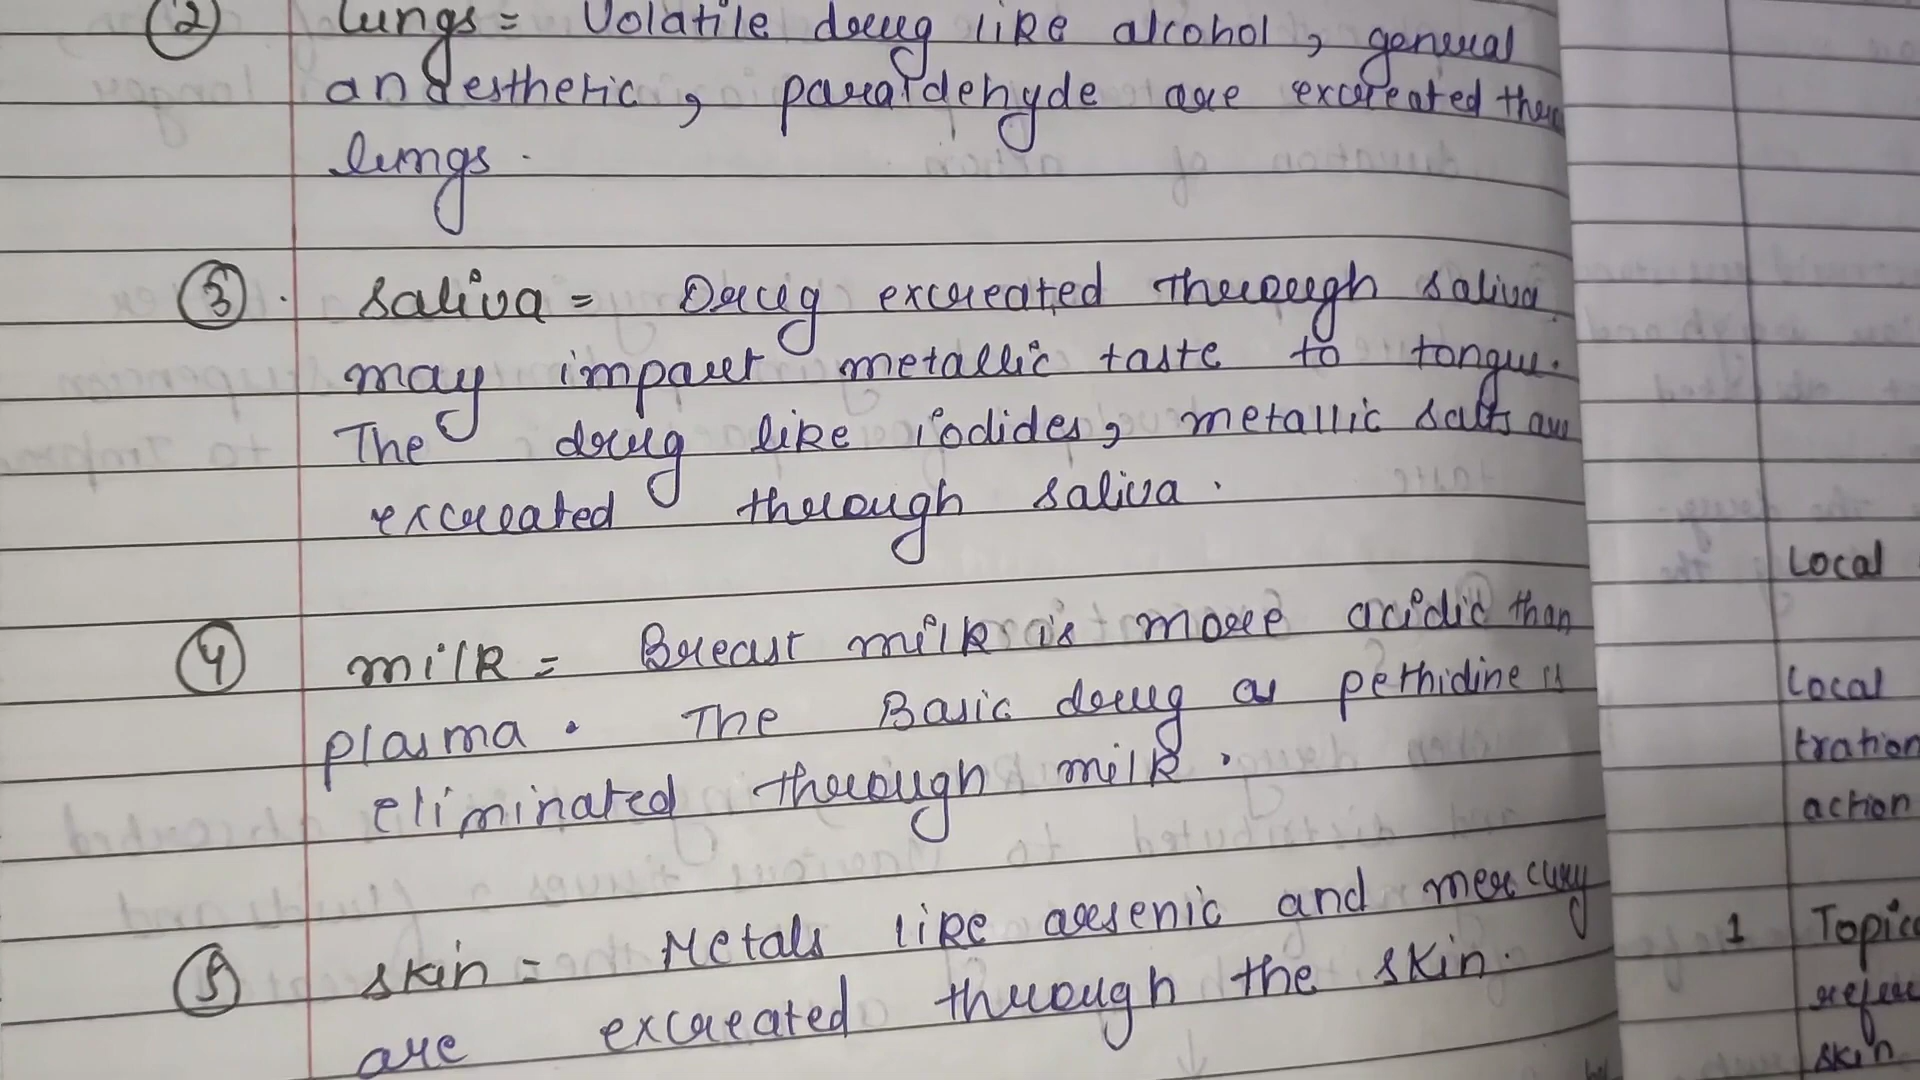 (2) Lungs = Volatile drug like alcohol, general
anaesthetic, paraldehyde are excreated thro
lungs.
(3). saliva = Drug excreated through saliva
may impart metallic taste to tongue.
The drug like iodides, metallic salts are
excreated through saliva.
(4) milk = Breast milk is more acidic than
plasma. The Basic drug as pethidine is
eliminated through milk.
(5) skin = Metals like arsenic and mercury
are excreated through the skin.
Local
Local
tration
action
1 Topic
skin